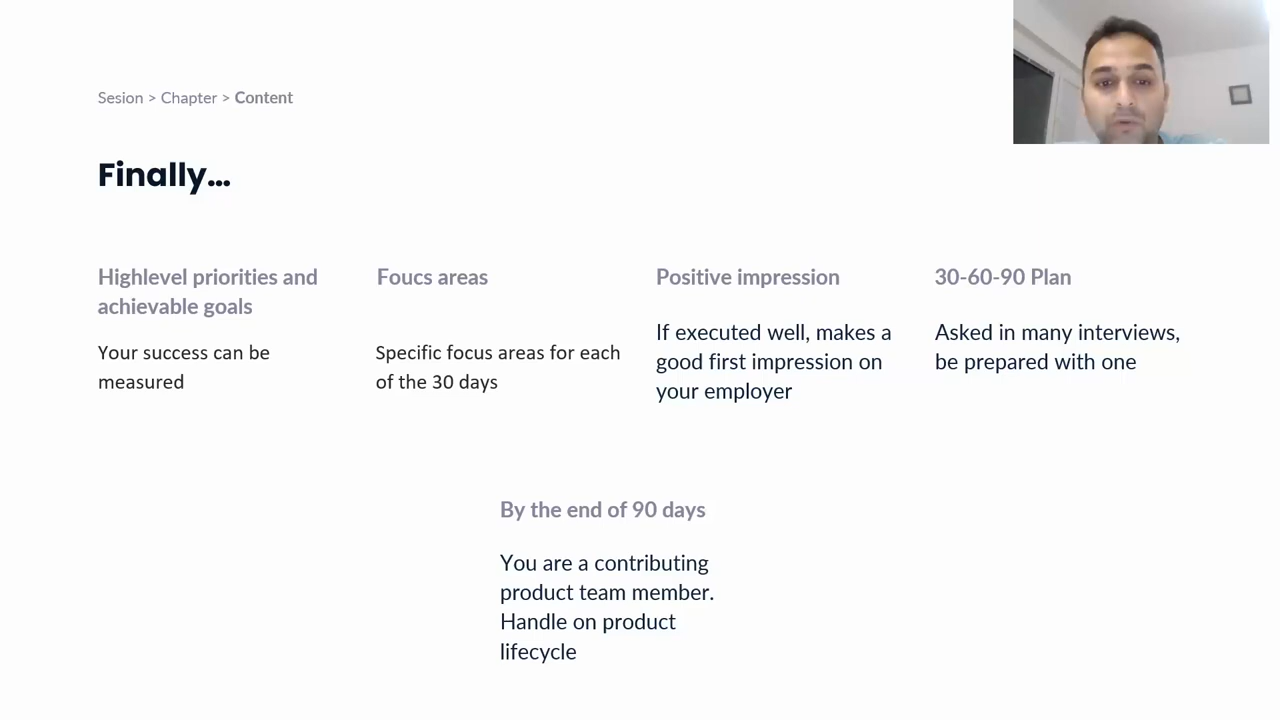 Sesion > Chapter > Content
Finally...
Highlevel priorities and
achievable goals
Your success can be
measured
Foucs areas
Specific focus areas for each
of the 30 days
Positive impression
If executed well, makes a
good first impression on
your employer
30-60-90 Plan
Asked in many interviews,
be prepared with one
By the end of 90 days
You are a contributing
product team member.
Handle on product
lifecycle